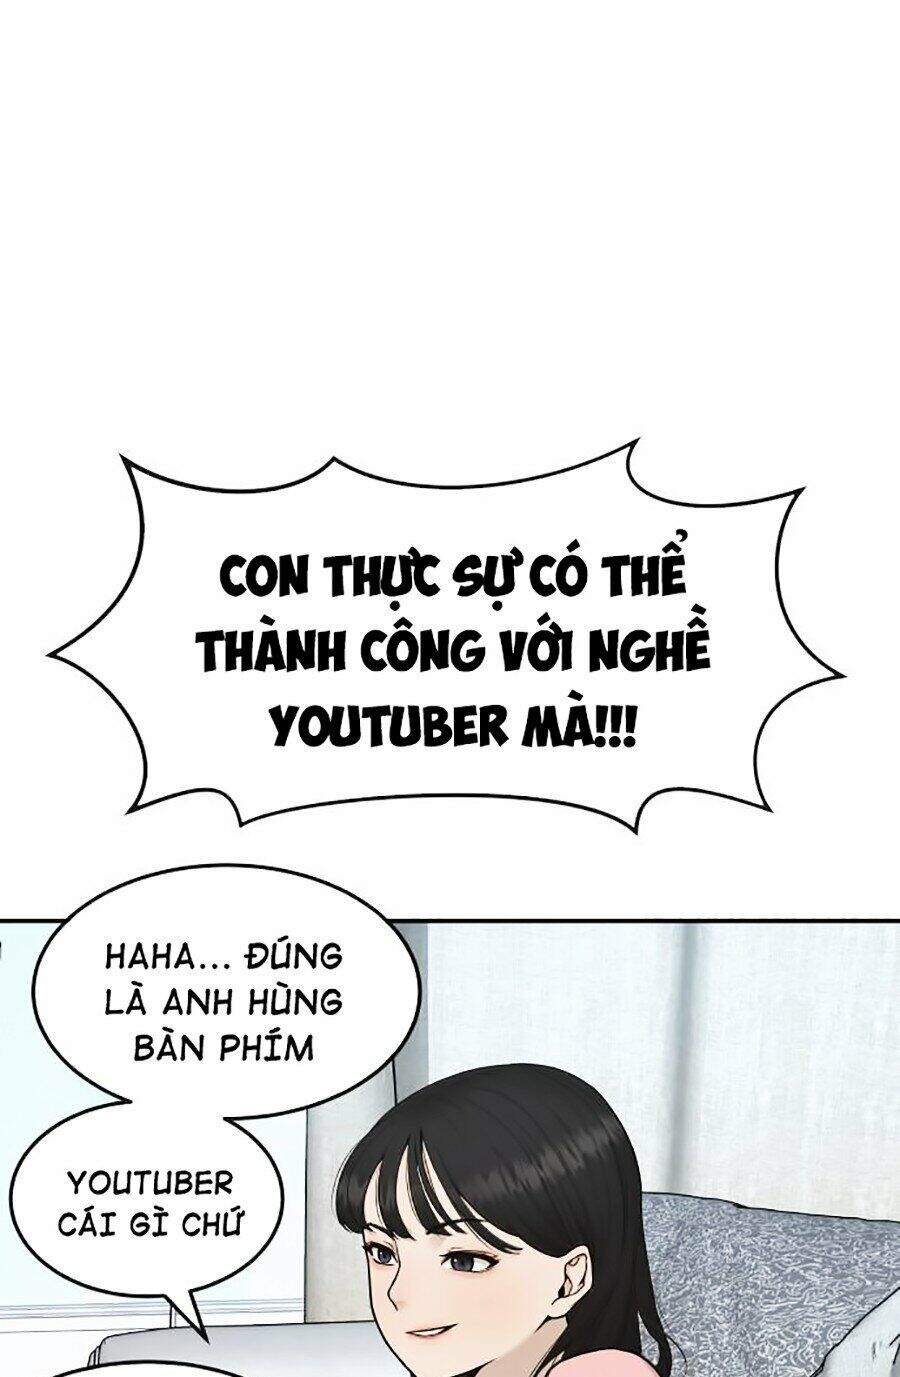 CON THỰC SỰ CÓ THỂ
THÀNH CÔNG VỚI NGHỀ
YOUTUBER MÀ!!!
HAHA... ĐÚNG
LÀ ANH HÙNG
BÀN PHÍM
YOUTUBER
CÁI GÌ CHỨ